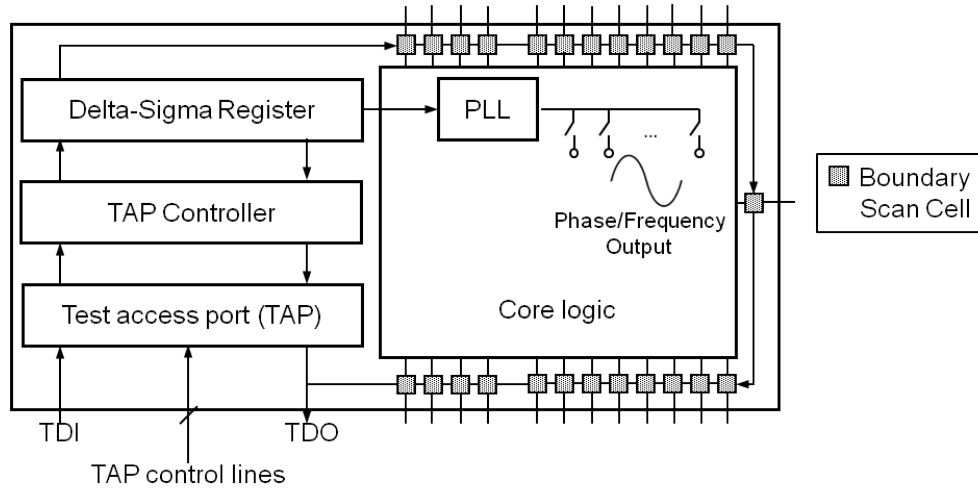 Delta-Sigma Register
PLL
...
TAP Controller
Phase/Frequency
Output
Boundary
Scan Cell
Test access port (TAP)
Core logic
TDI
TDO
TAP control lines